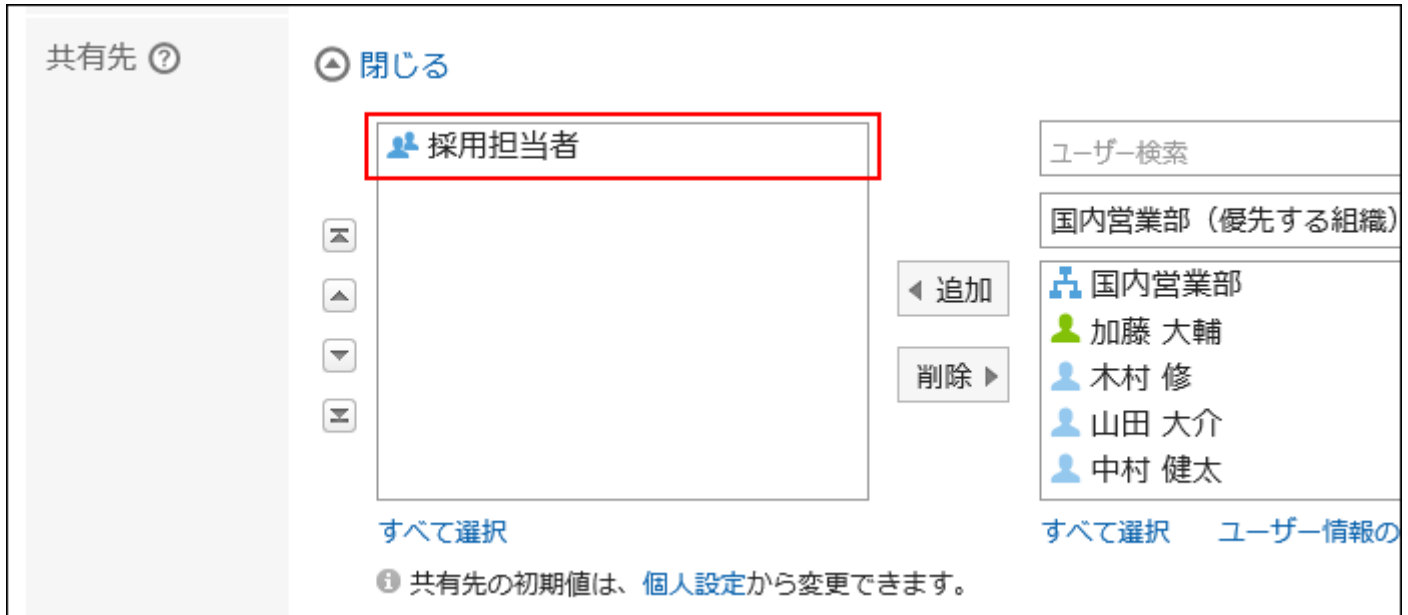 共有先 ?
閉じる
採用担当者
追加
削除
すべて選択
共有先の初期値は、個人設定から変更できます。
ユーザー検索
国内営業部（優先する組織）
国内営業部
加藤 大輔
木村 修
山田 大介
中村 健太
すべて選択 ユーザー情報の